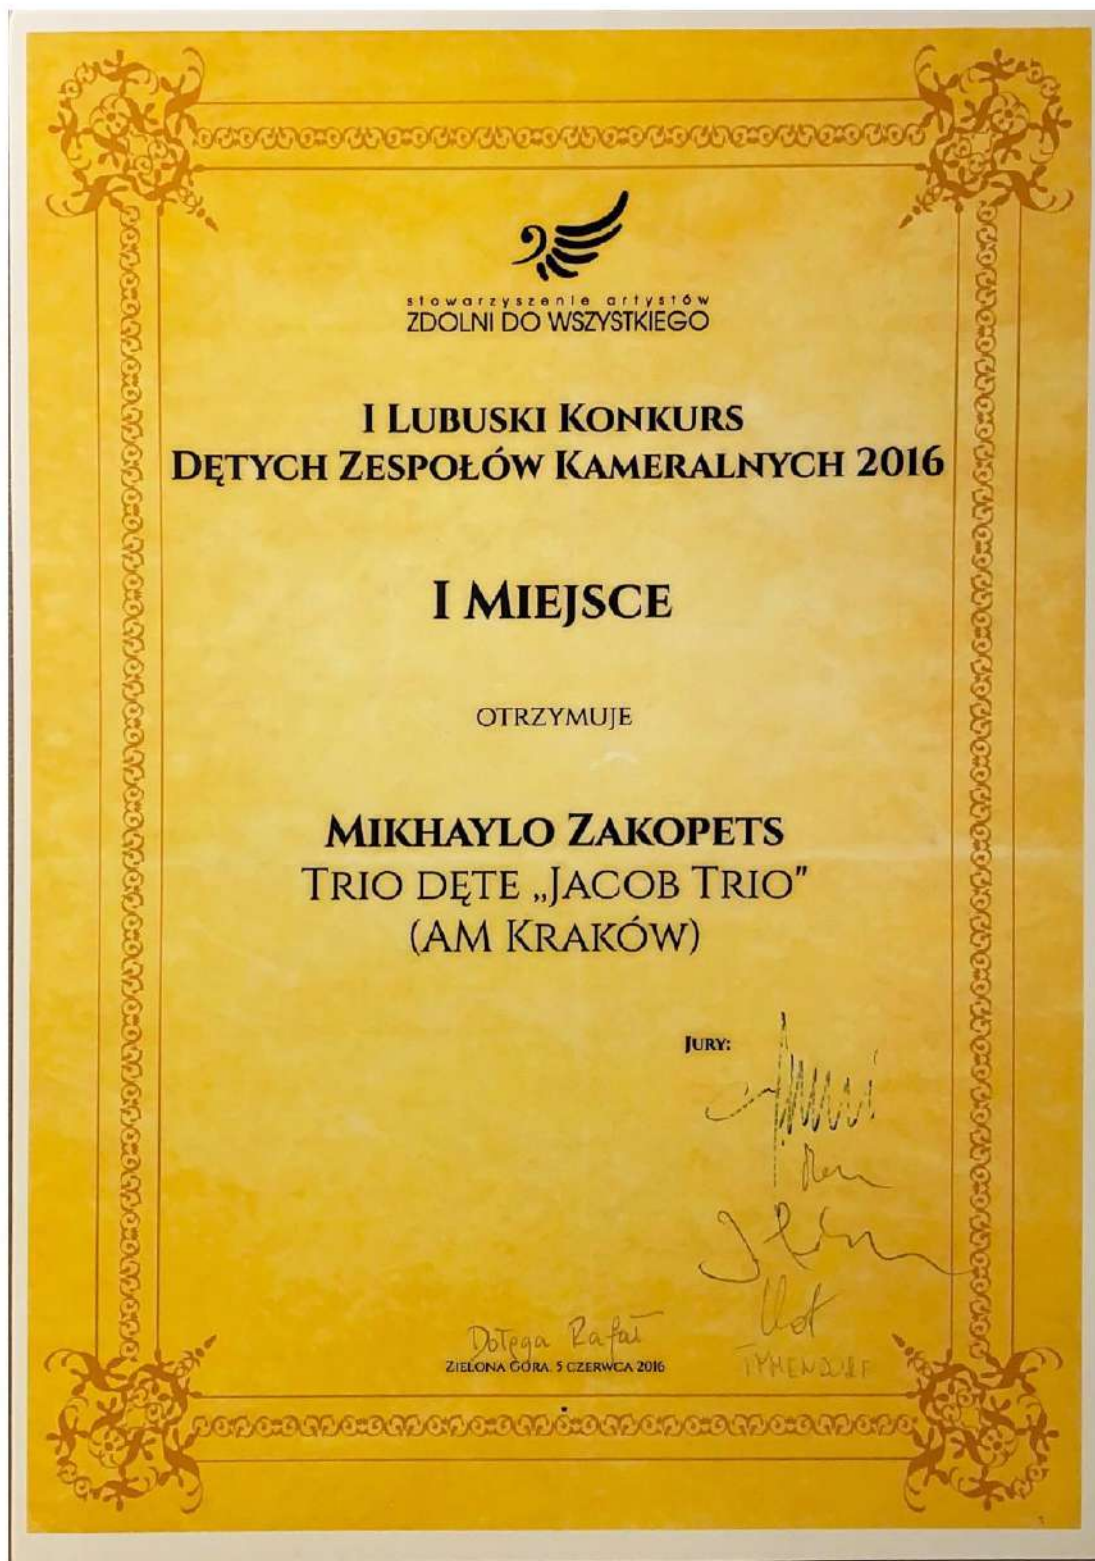 stowarzyszenie artystów
ZDOLNI DO WSZYSTKIEGO
I LUBUSKI KONKURS
DĘTYCH ZESPOŁÓW KAMERALNYCH 2016
I MIEJSCE
OTRZYMUJE
MIKHAYLO ZAKOPETS
TRIO DĘTE „JACOB TRIO”
(AM KRAKÓW)
JURY:
Dołęga Rafał
ZIELONA GÓRA, 5 CZERWCA 2016